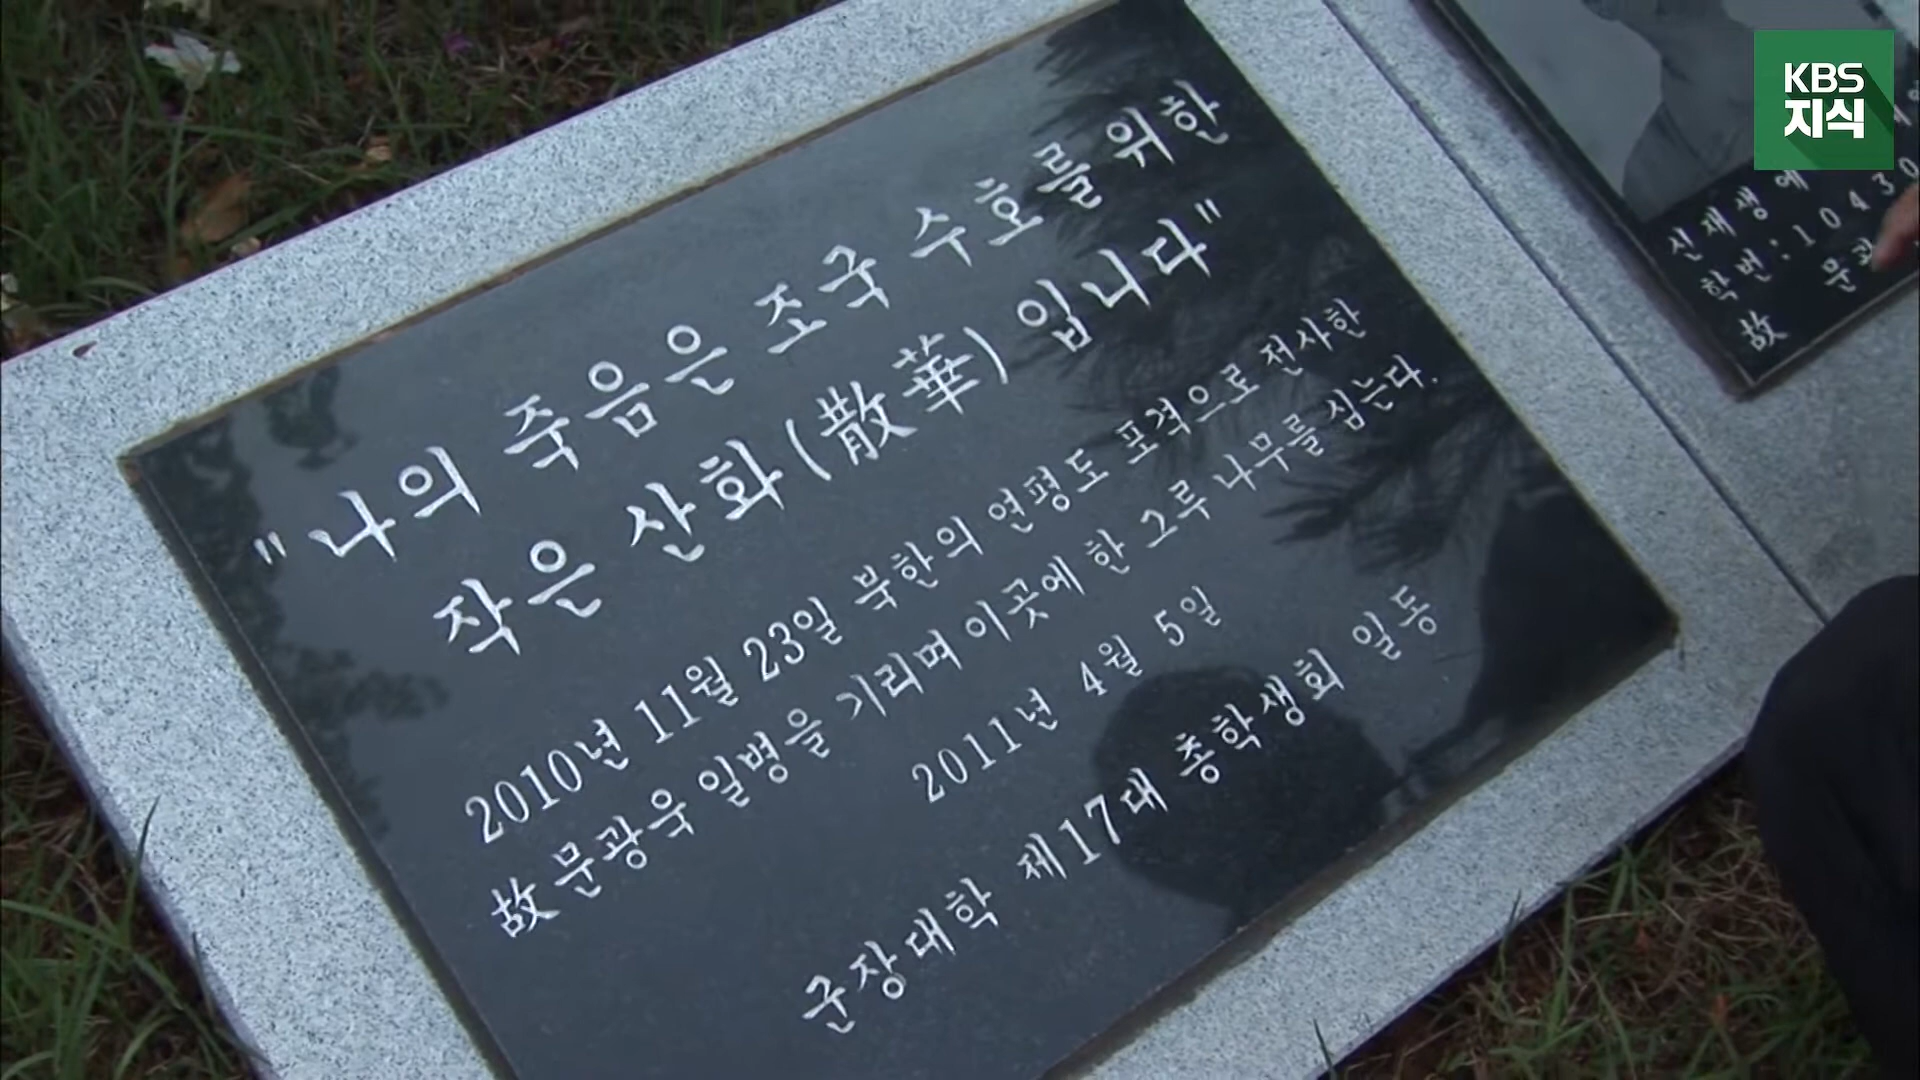 "나의 죽음은 조국 수호를 위한
작은 산화(散華) 입니다"
2010년 11월 23일 북한의 연평도 포격으로 전사한
故 문광욱 일병을 기리며 이곳에 한 그루 나무를 심는다.
2011년 4월 5일
군장대학 제17대 총학생회 일동
신재생에
학번:10430
故 문
KBS
지식